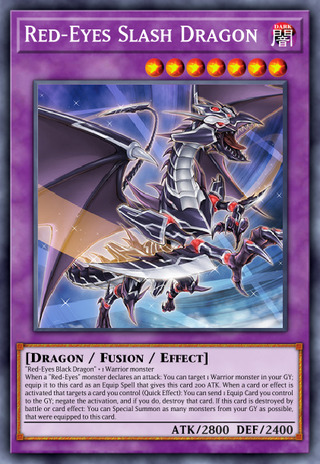 Red-Eyes Slash Dragon
DARK
闇
[Dragon / Fusion / Effect]
"Red-Eyes Black Dragon" + 1 Warrior monster
When a "Red-Eyes" monster declares an attack: You can target 1 Warrior monster in your GY;
equip it to this card as an Equip Spell that gives this card 200 ATK. When a card or effect is
activated that targets a card you control (Quick Effect): You can send 1 Equip Card you control
to the GY; negate the activation, and if you do, destroy that card. If this card is destroyed
by battle or card effect: You can Special Summon as many monsters from your GY as possible,
that were equipped to this card.
ATK/2800 DEF/2400